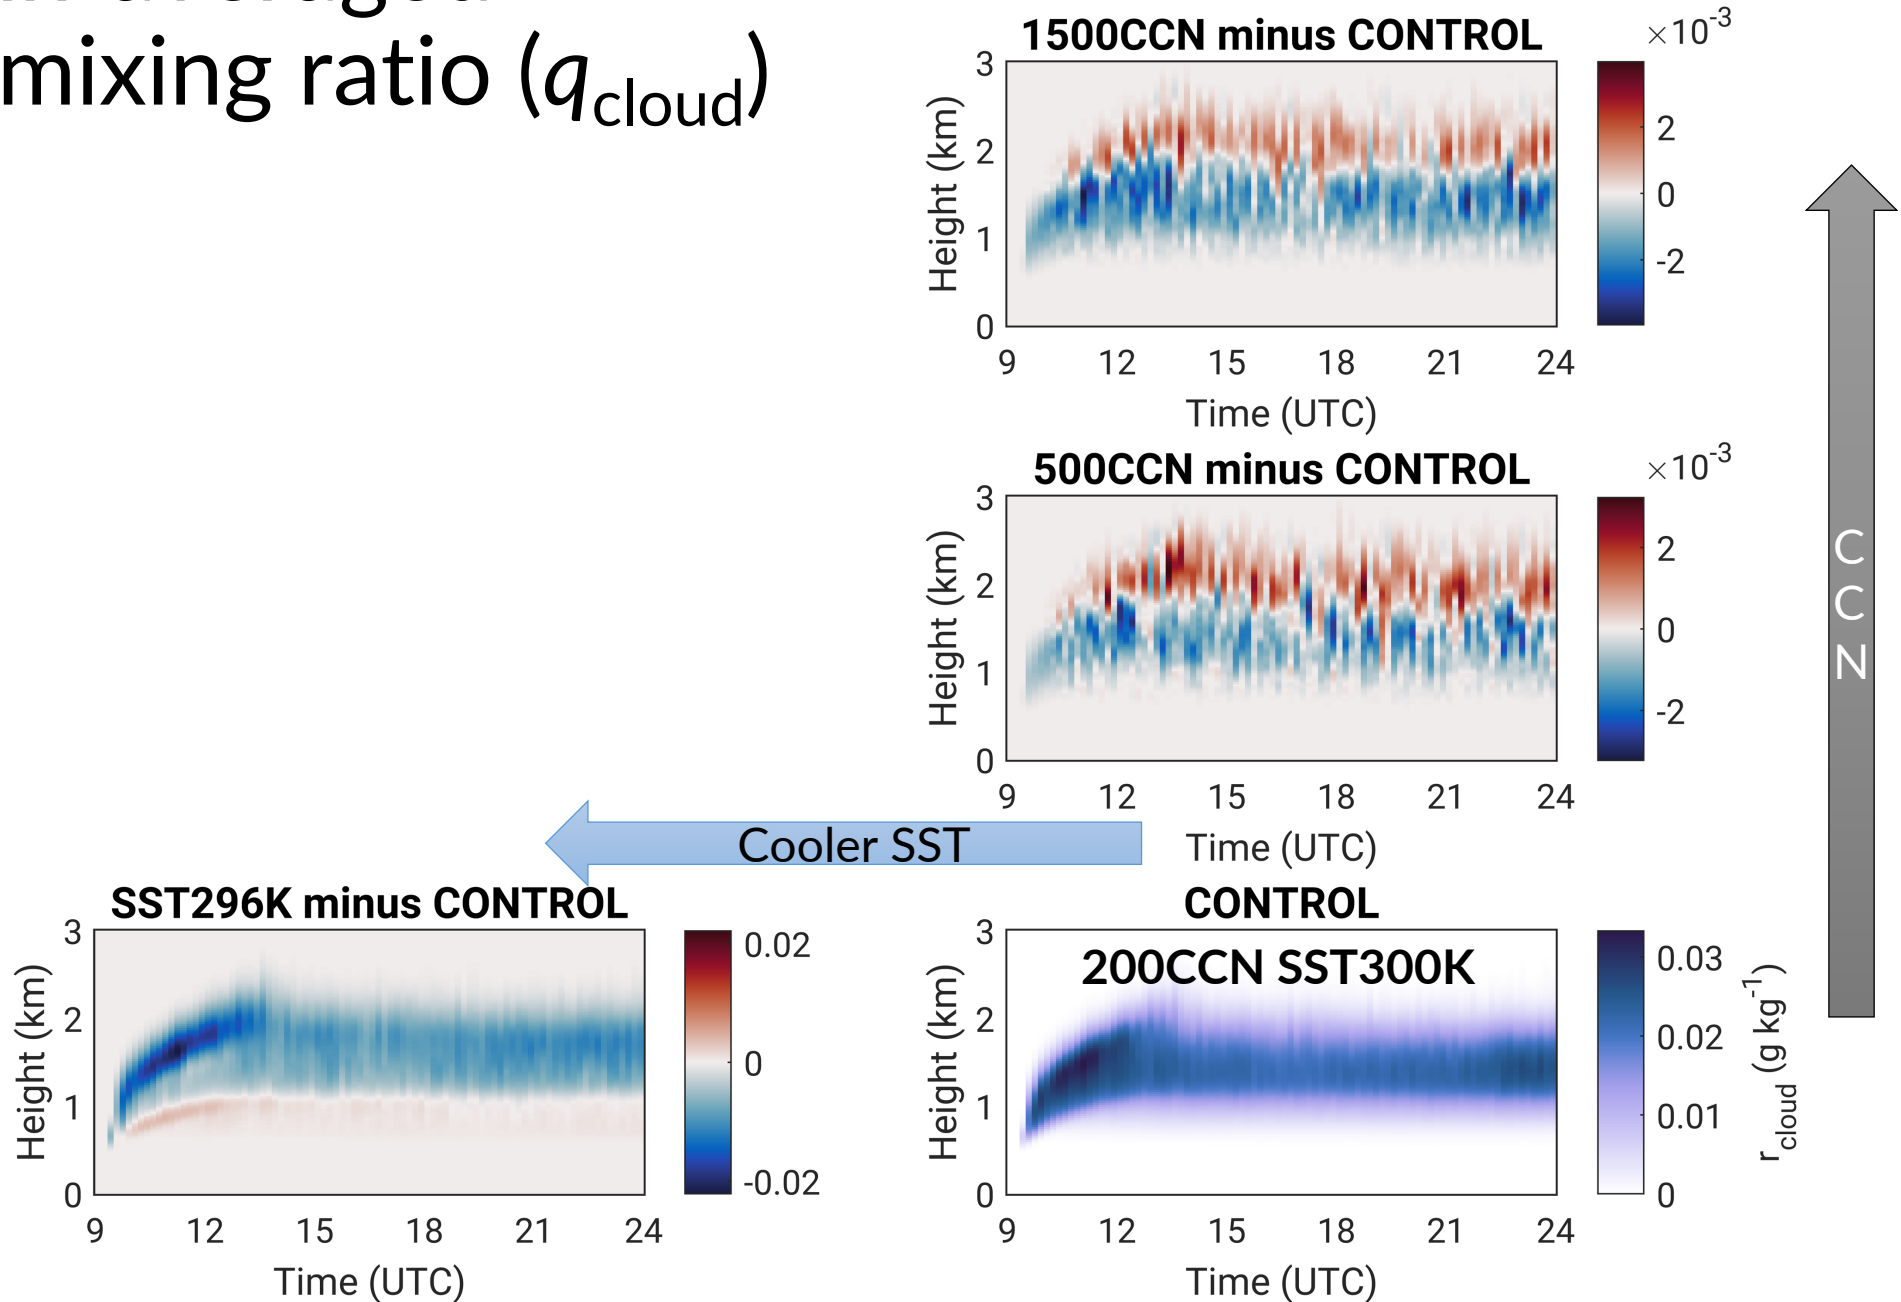 mixing ratio (qcloud)
1500CCN minus CONTROL
×10-3
Height (km)
3
2
1
0
2
0
-2
9 12 15 18 21 24
Time (UTC)
500CCN minus CONTROL
×10-3
Height (km)
3
2
1
0
2
0
-2
9 12 15 18 21 24
Time (UTC)
C
C
N
Cooler SST
SST296K minus CONTROL
Height (km)
3
2
1
0
0.02
0
-0.02
9 12 15 18 21 24
Time (UTC)
CONTROL
200CCN SST300K
Height (km)
3
2
1
0
0.03
0.02
0.01
0
rcloud (g kg-1)
9 12 15 18 21 24
Time (UTC)